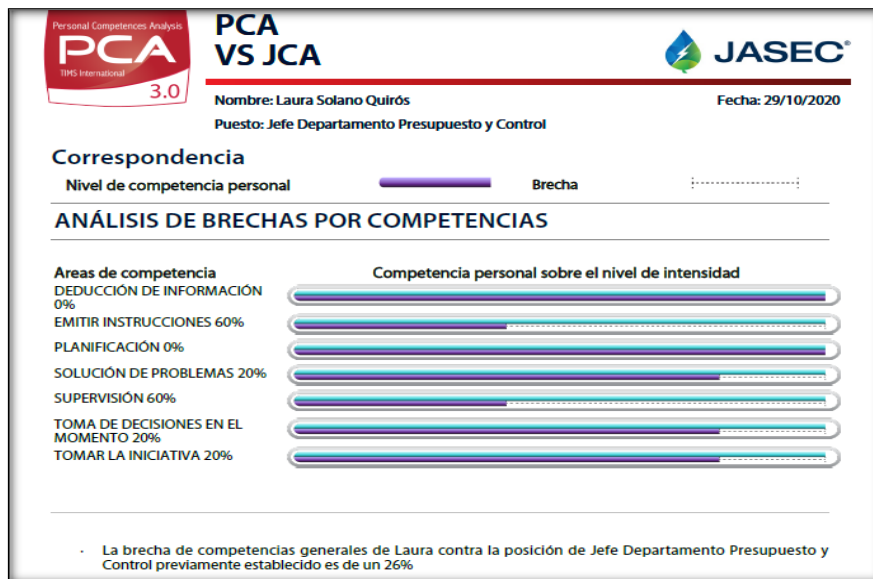 Personal Competences Analysis
PCA
TIMS International
3.0
PCA
VS JCA
JASEC®
Nombre: Laura Solano Quirós
Fecha: 29/10/2020
Puesto: Jefe Departamento Presupuesto y Control
Correspondencia
Nivel de competencia personal
Brecha
ANÁLISIS DE BRECHAS POR COMPETENCIAS
Areas de competencia
Competencia personal sobre el nivel de intensidad
DEDUCCIÓN DE INFORMACIÓN
0%
EMITIR INSTRUCCIONES 60%
PLANIFICACIÓN 0%
SOLUCIÓN DE PROBLEMAS 20%
SUPERVISIÓN 60%
TOMA DE DECISIONES EN EL
MOMENTO 20%
TOMAR LA INICIATIVA 20%
· La brecha de competencias generales de Laura contra la posición de Jefe Departamento Presupuesto y
Control previamente establecido es de un 26%